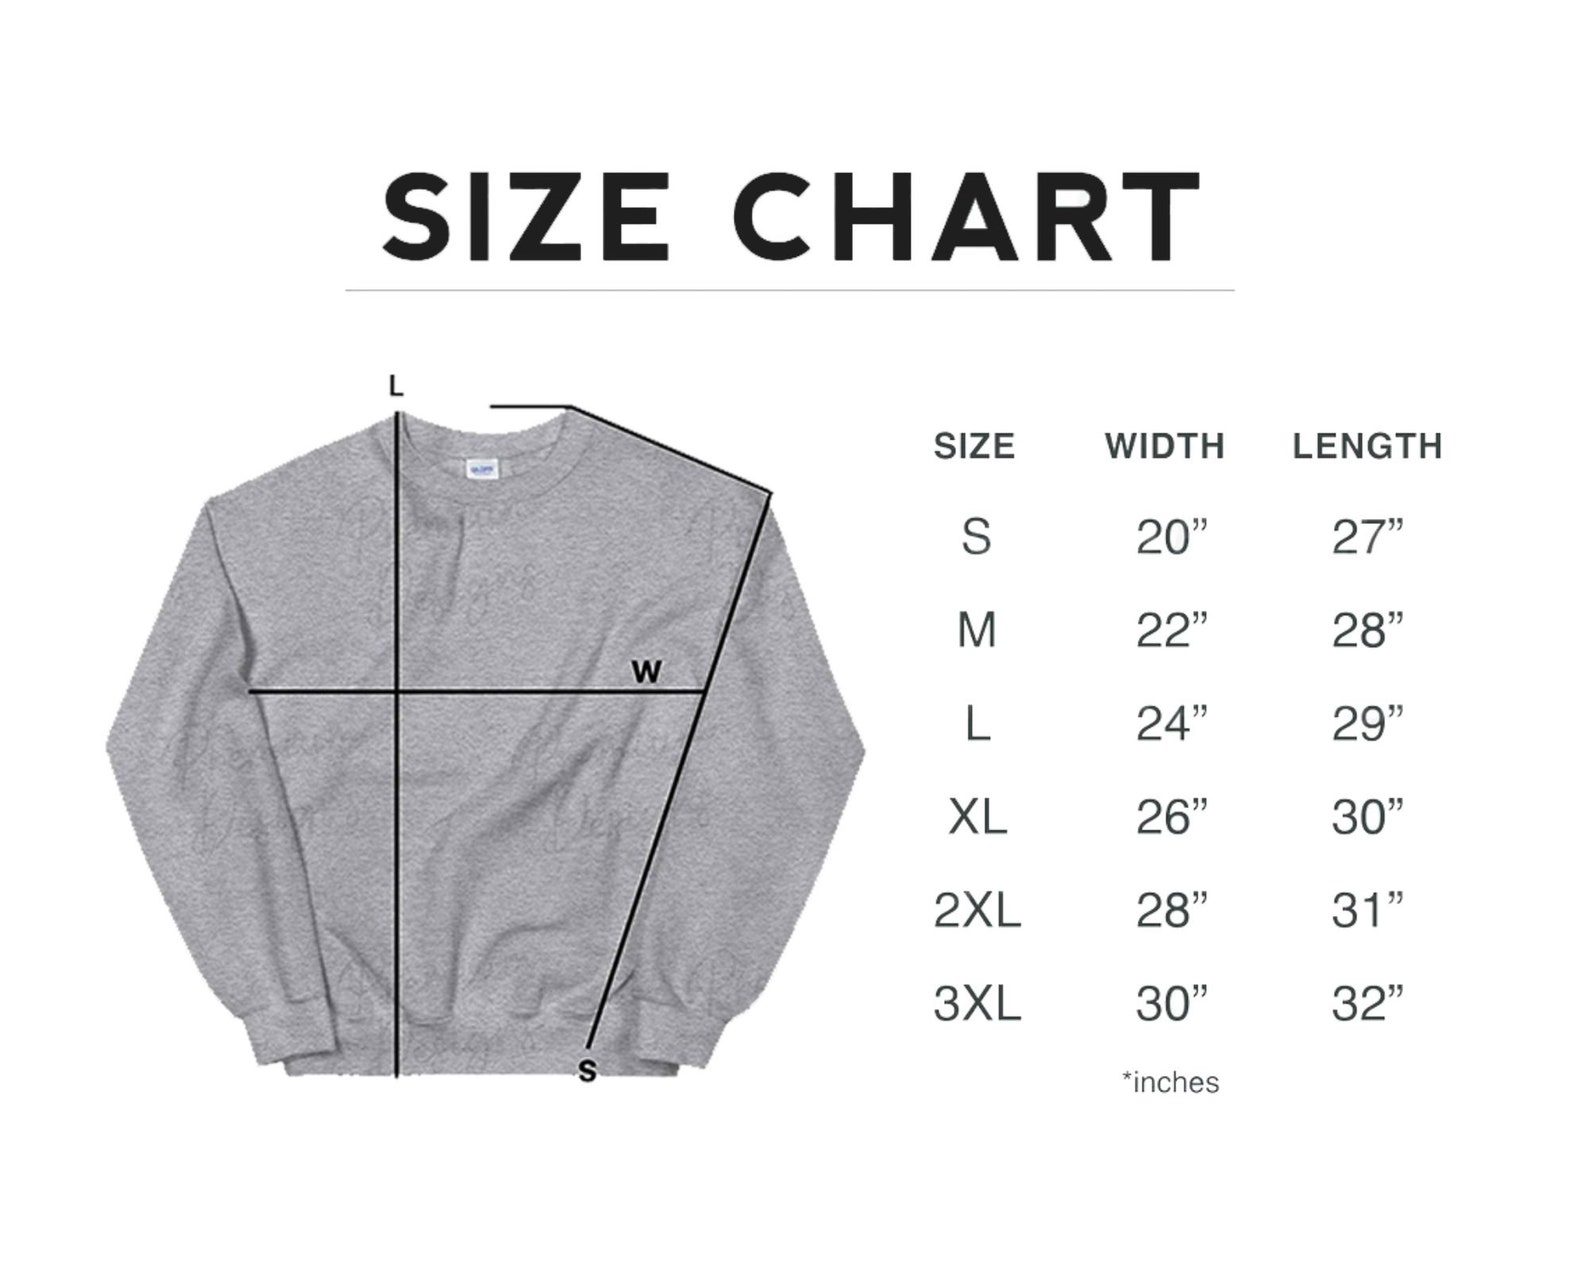 SIZE CHART
L
W
S
SIZE WIDTH LENGTH
S 20” 27”
M 22” 28”
L 24” 29”
XL 26” 30”
2XL 28” 31”
3XL 30” 32”
*inches